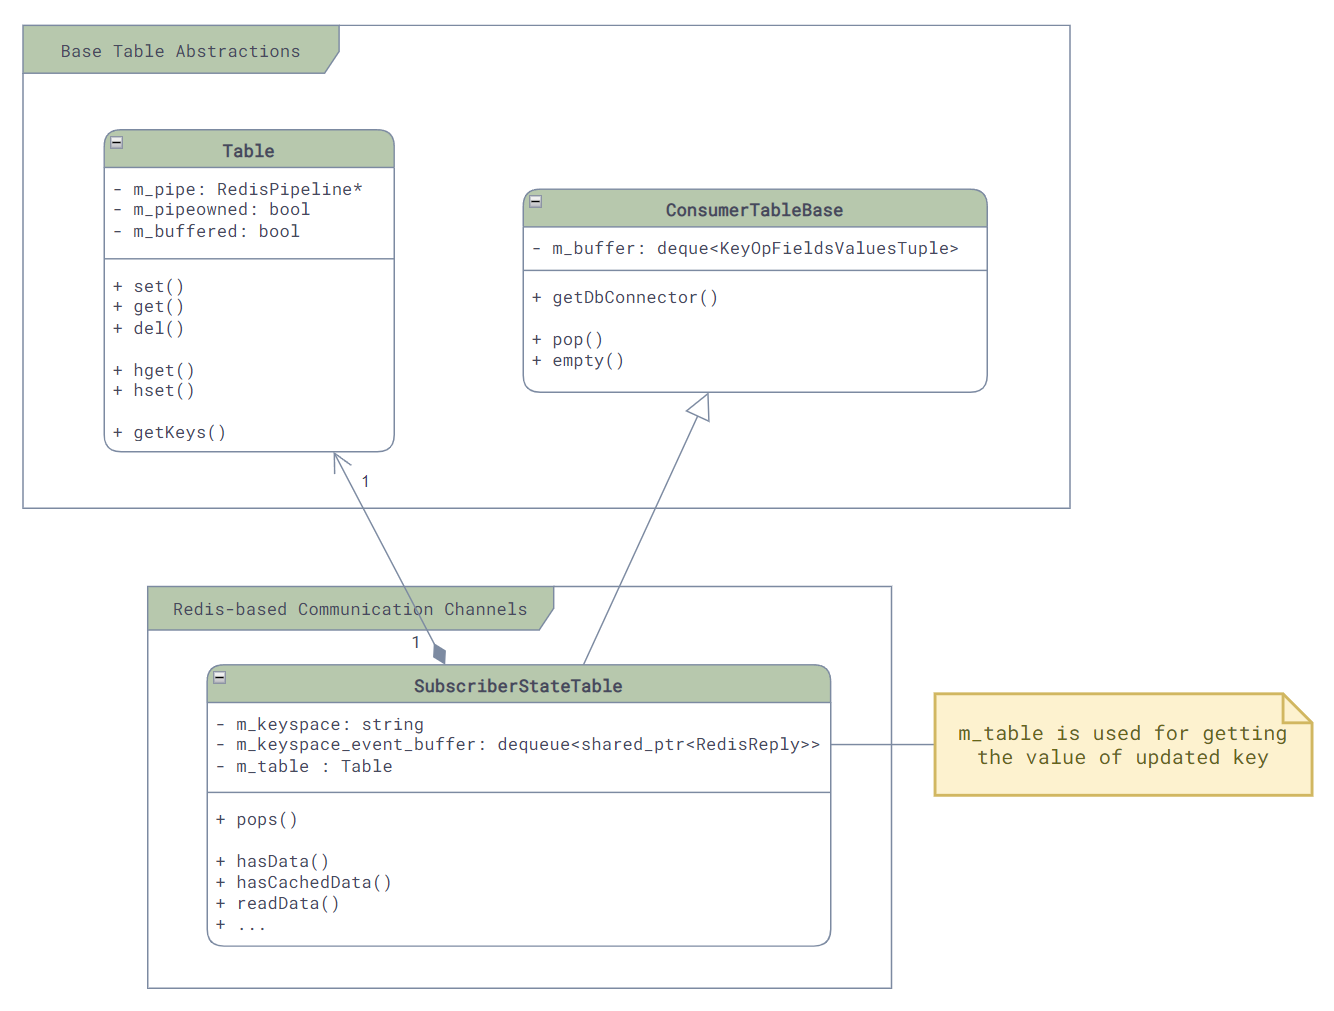 Base Table Abstractions
Table
- m_pipe: RedisPipeline*
- m_pipeowned: bool
- m_buffered: bool
+ set()
+ get()
+ del()
+ hget()
+ hset()
+ getKeys()
ConsumerTableBase
- m_buffer: deque<KeyOpFieldsValuesTuple>
+ getDbConnector()
+ pop()
+ empty()
1
Redis-based Communication Channels
1
SubscriberStateTable
- m_keyspace: string
- m_keyspace_event_buffer: dequeue<shared_ptr<RedisReply>>
- m_table : Table
+ pops()
+ hasData()
+ hasCachedData()
+ readData()
+ ...
m_table is used for getting
the value of updated key